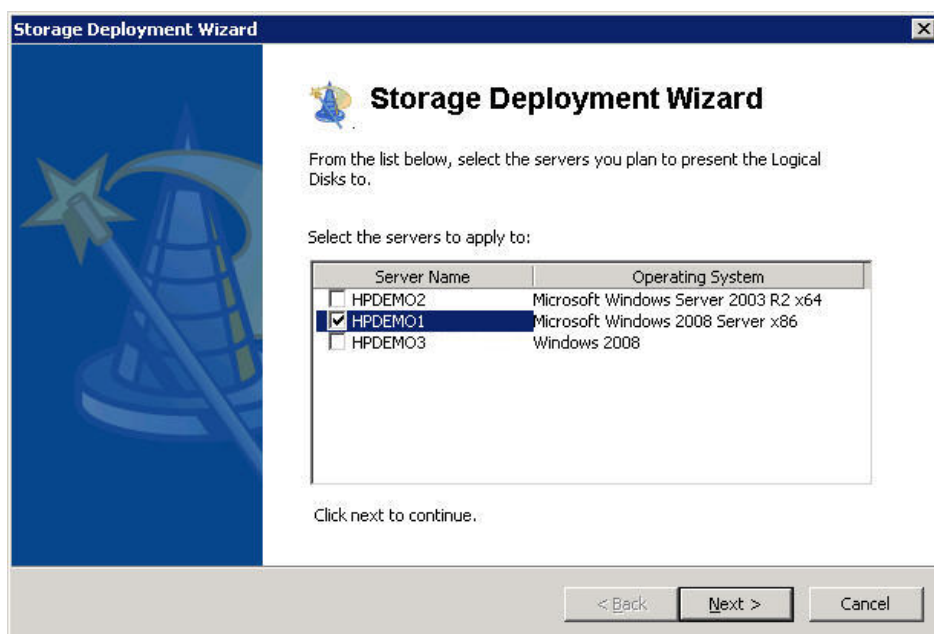 Storage Deployment Wizard
Storage Deployment Wizard
From the list below, select the servers you plan to present the Logical
Disks to.
Select the servers to apply to:
Server Name Operating System
HPDEMO2 Microsoft Windows Server 2003 R2 x64
HPDEMO1 Microsoft Windows 2008 Server x86
HPDEMO3 Windows 2008
Click next to continue.
< Back Next > Cancel